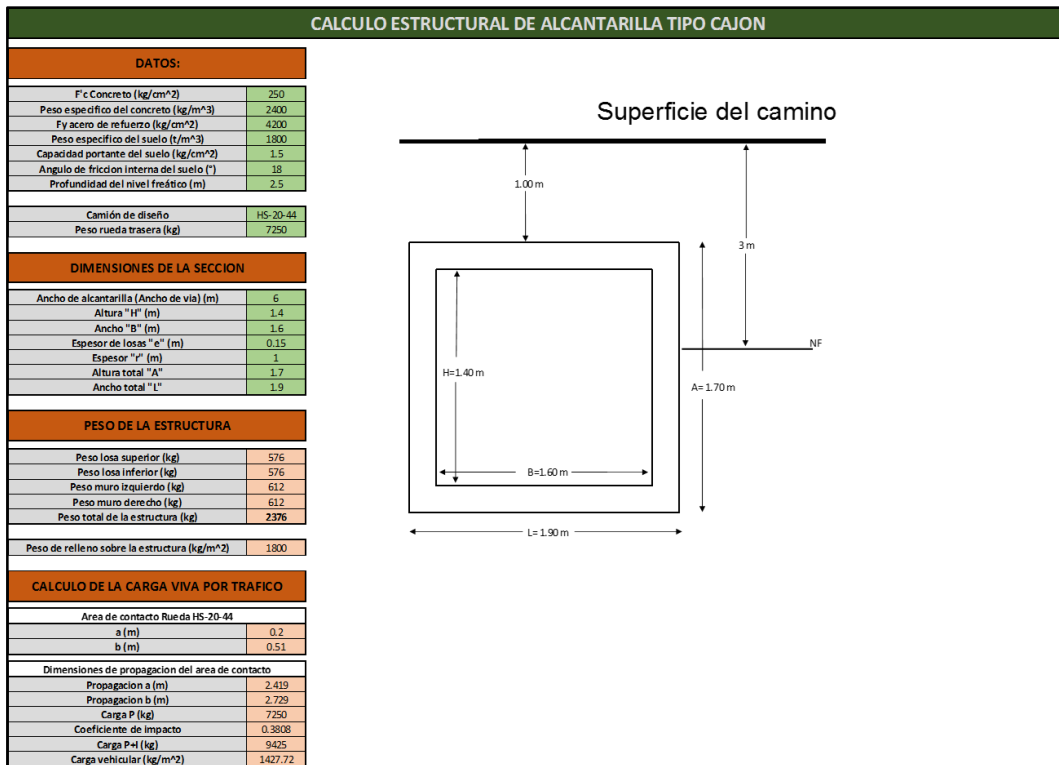 CALCULO ESTRUCTURAL DE ALCANTARILLA TIPO CAJON
DATOS:
F'c Concreto (kg/cm^2) 250
Peso especifico del concreto (kg/m^3) 2400
Fy acero de refuerzo (kg/cm^2) 4200
Peso especifico del suelo (t/m^3) 1800
Capacidad portante del suelo (kg/cm^2) 1.5
Angulo de friccion interna del suelo (°) 18
Profundidad del nivel freático (m) 2.5
Camión de diseño HS-20-44
Peso rueda trasera (kg) 7250
DIMENSIONES DE LA SECCION
Ancho de alcantarilla (Ancho de via) (m) 6
Altura "H" (m) 1.4
Ancho "B" (m) 1.6
Espesor de losas "e" (m) 0.15
Espesor "r" (m) 1
Altura total "A" 1.7
Ancho total "L" 1.9
PESO DE LA ESTRUCTURA
Peso losa superior (kg) 576
Peso losa inferior (kg) 576
Peso muro izquierdo (kg) 612
Peso muro derecho (kg) 612
Peso total de la estructura (kg) 2376
Peso de relleno sobre la estructura (kg/m^2) 1800
CALCULO DE LA CARGA VIVA POR TRAFICO
Area de contacto Rueda HS-20-44
a (m) 0.2
b (m) 0.51
Dimensiones de propagacion del area de contacto
Propagacion a (m) 2.419
Propagacion b (m) 2.729
Carga P (kg) 7250
Coeficiente de impacto 0.3808
Carga P+I (kg) 9425
Carga vehicular (kg/m^2) 1427.72
Superficie del camino
1.00 m
3 m
NF
H=1.40 m
A= 1.70 m
B=1.60 m
L= 1.90 m